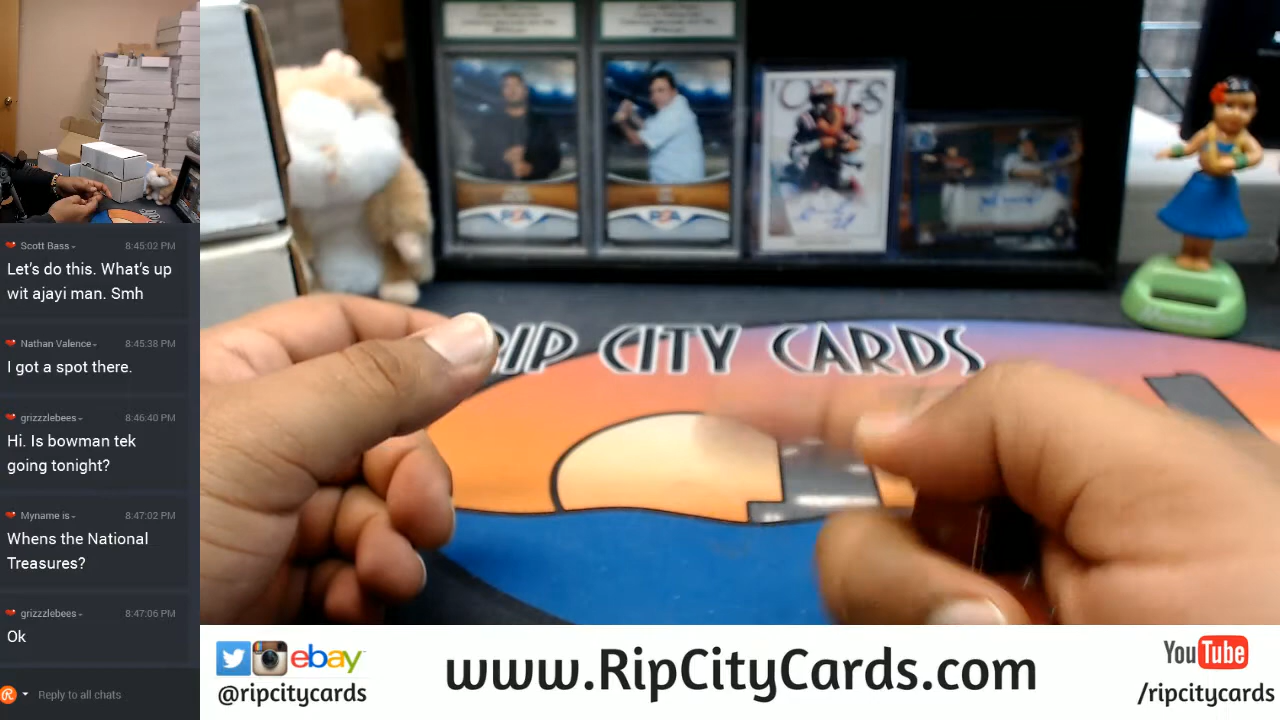 Scott Bass
8:45:02 PM
Let's do this. What's up
wit ajayi man. Smh
Nathan Valence
8:45:38 PM
I got a spot there.
grizzzlebees
8:46:40 PM
Hi. Is bowman tek
going tonight?
Myname is
8:47:02 PM
Whens the National
Treasures?
grizzzlebees
8:47:06 PM
Ok
Reply to all chats
RIP CITY CARDS
ebay
@ripcitycards
www.RipCityCards.com
YouTube
/ripcitycards